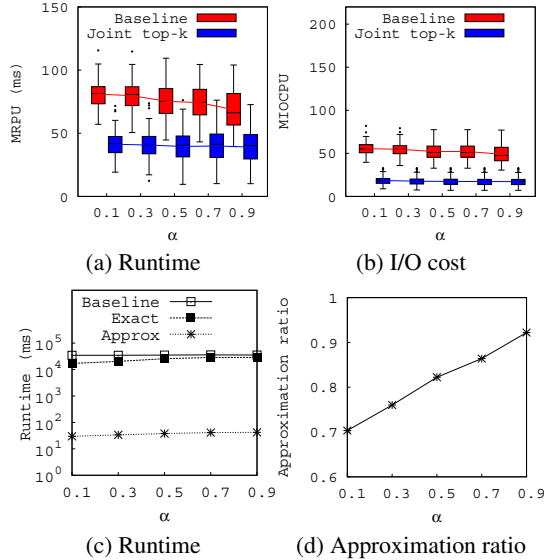 Baseline
Joint top-k
MRPU (ms)
150
100
50
0
0.1 0.3 0.5 0.7 0.9
α
(a) Runtime
Baseline
Joint top-k
MIOCPU
200
150
100
50
0
0.1 0.3 0.5 0.7 0.9
α
(b) I/O cost
Baseline
Exact
Approx
Runtime (ms)
10^5
10^4
10^2
10^1
10^0
0.1 0.3 0.5 0.7 0.9
α
(c) Runtime
Approximation ratio
1
0.9
0.8
0.7
0.6
0.1 0.3 0.5 0.7 0.9
α
(d) Approximation ratio